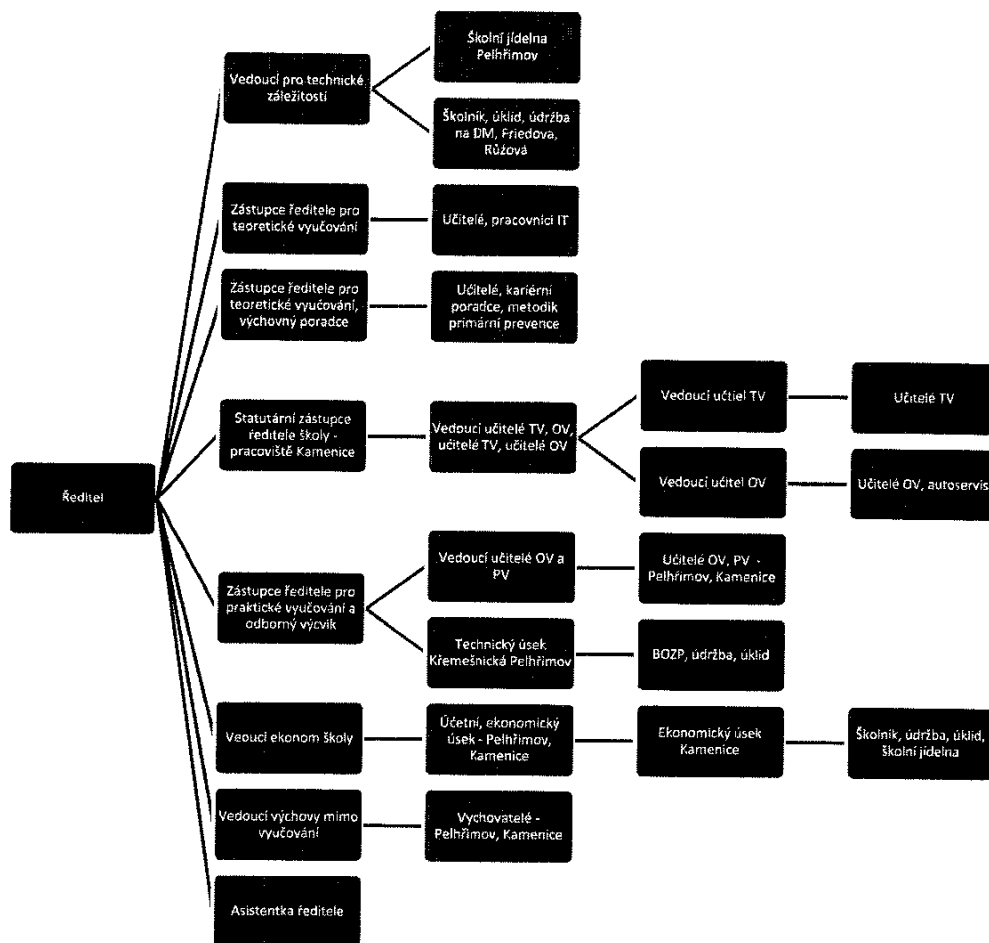 Školní jídelna
Pelhřimov
Vedoucí pro technické
záležitosti
Školník, úklid, údržba
na DM, Friedova,
Růžová
Zástupce ředitele pro
teoretické vyučování
Učitelé, pracovníci IT
Zástupce ředitele pro
teoretické vyučování,
výchovný poradce
Učitelé, kariérní
poradce, metodik
primární prevence
Statutární zástupce
ředitele školy -
pracoviště Kamenice
Vedoucí učitelé TV, OV,
učitelé TV, učitelé OV
Vedoucí učtiel TV
Učitelé TV
Vedoucí učitel OV
Učitelé OV, autoservis
Ředitel
Zástupce ředitele pro
praktické vyučování a
odborný výcvik
Vedoucí učitelé OV a
PV
Učitelé OV, PV -
Pelhřimov, Kamenice
Technický úsek
Křemešnická Pelhřimov
BOZP, údržba, úklid
Veoucí ekonom školy
Účetní, ekonomický
úsek - Pelhřimov,
Kamenice
Ekonomický úsek
Kamenice
Školník, údržba, úklid,
školní jídelna
Vedoucí výchovy mimo
vyučování
Vychovatelé -
Pelhřimov, Kamenice
Asistentka ředitele